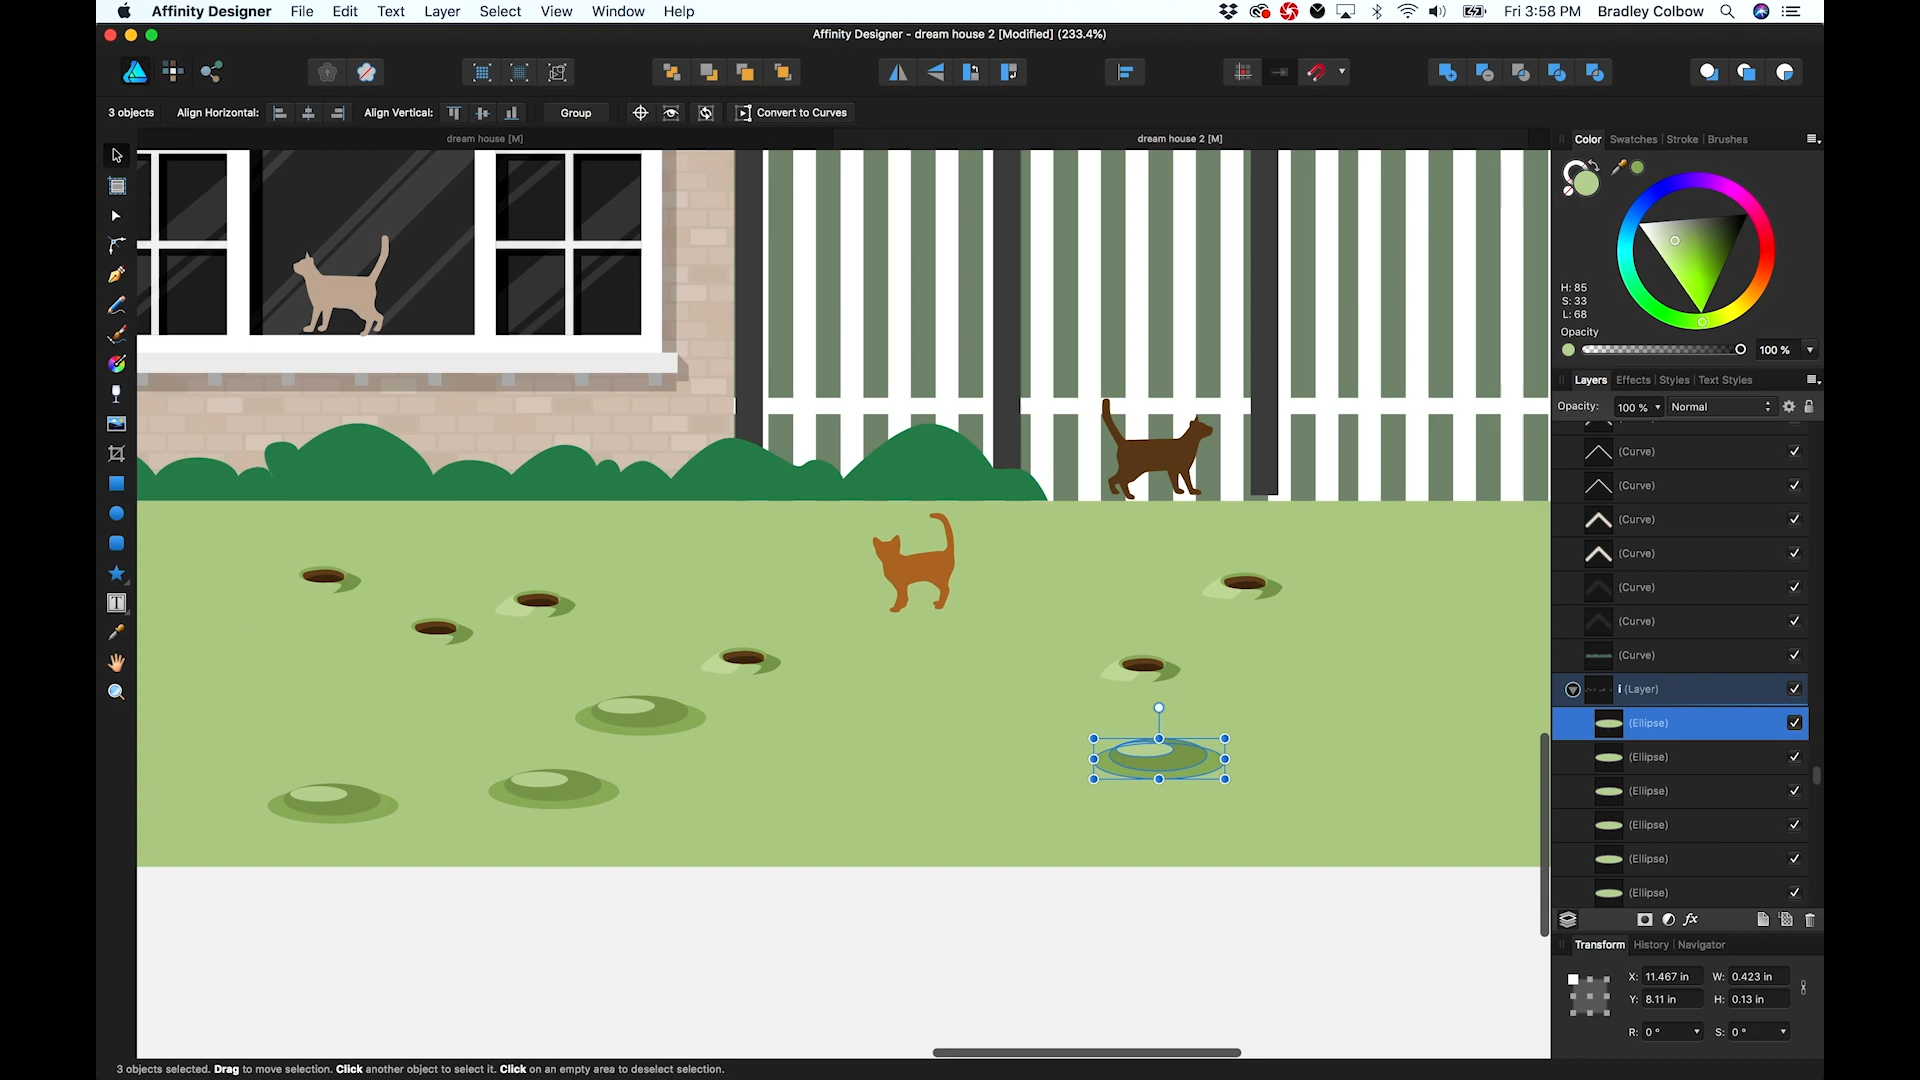 Affinity Designer File Edit Text Layer Select View Window Help Fri 3:58 PM Bradley Colbow
Affinity Designer - dream house 2 [Modified] (233.4%)
3 objects Align Horizontal: Align Vertical: Group Convert to Curves
dream house [M] dream house 2 [M]
Color Swatches Stroke Brushes
H: 85
S: 33
L: 68
Opacity
100 %
Layers Effects Styles Text Styles
Opacity: 100 % Normal
(Curve)
(Curve)
(Curve)
(Curve)
(Curve)
(Curve)
(Curve)
i (Layer)
(Ellipse)
(Ellipse)
(Ellipse)
(Ellipse)
(Ellipse)
(Ellipse)
fx
Transform History Navigator
X: 11.467 in W: 0.423 in
Y: 8.11 in H: 0.13 in
R: 0 ° S: 0 °
3 objects selected. Drag to move selection. Click another object to select it. Click on an empty area to deselect selection.